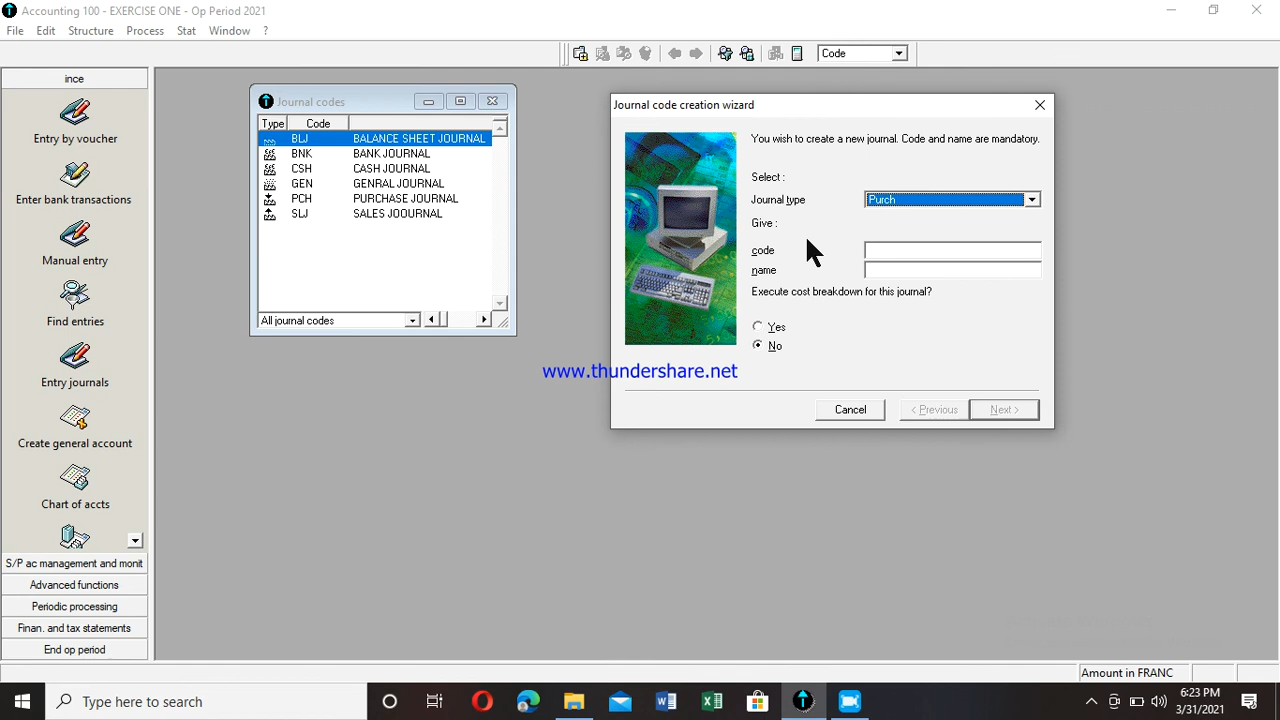 Accounting 100 - EXERCISE ONE - Op Period 2021
File Edit Structure Process Stat Window ?
Code
ince
Entry by voucher
Enter bank transactions
Manual entry
Find entries
Entry journals
Create general account
Chart of accts
S/P ac management and monit
Advanced functions
Periodic processing
Finan. and tax statements
End op period
Journal codes
Type Code
BLJ BALANCE SHEET JOURNAL
BNK BANK JOURNAL
CSH CASH JOURNAL
GEN GENRAL JOURNAL
PCH PURCHASE JOURNAL
SLJ SALES JOOURNAL
All journal codes
Journal code creation wizard
You wish to create a new journal. Code and name are mandatory.
Select :
Journal type Purch
Give :
code
name
Execute cost breakdown for this journal?
Yes
No
www.thundershare.net
Cancel < Previous Next >
Amount in FRANC
Type here to search
6:23 PM
3/31/2021